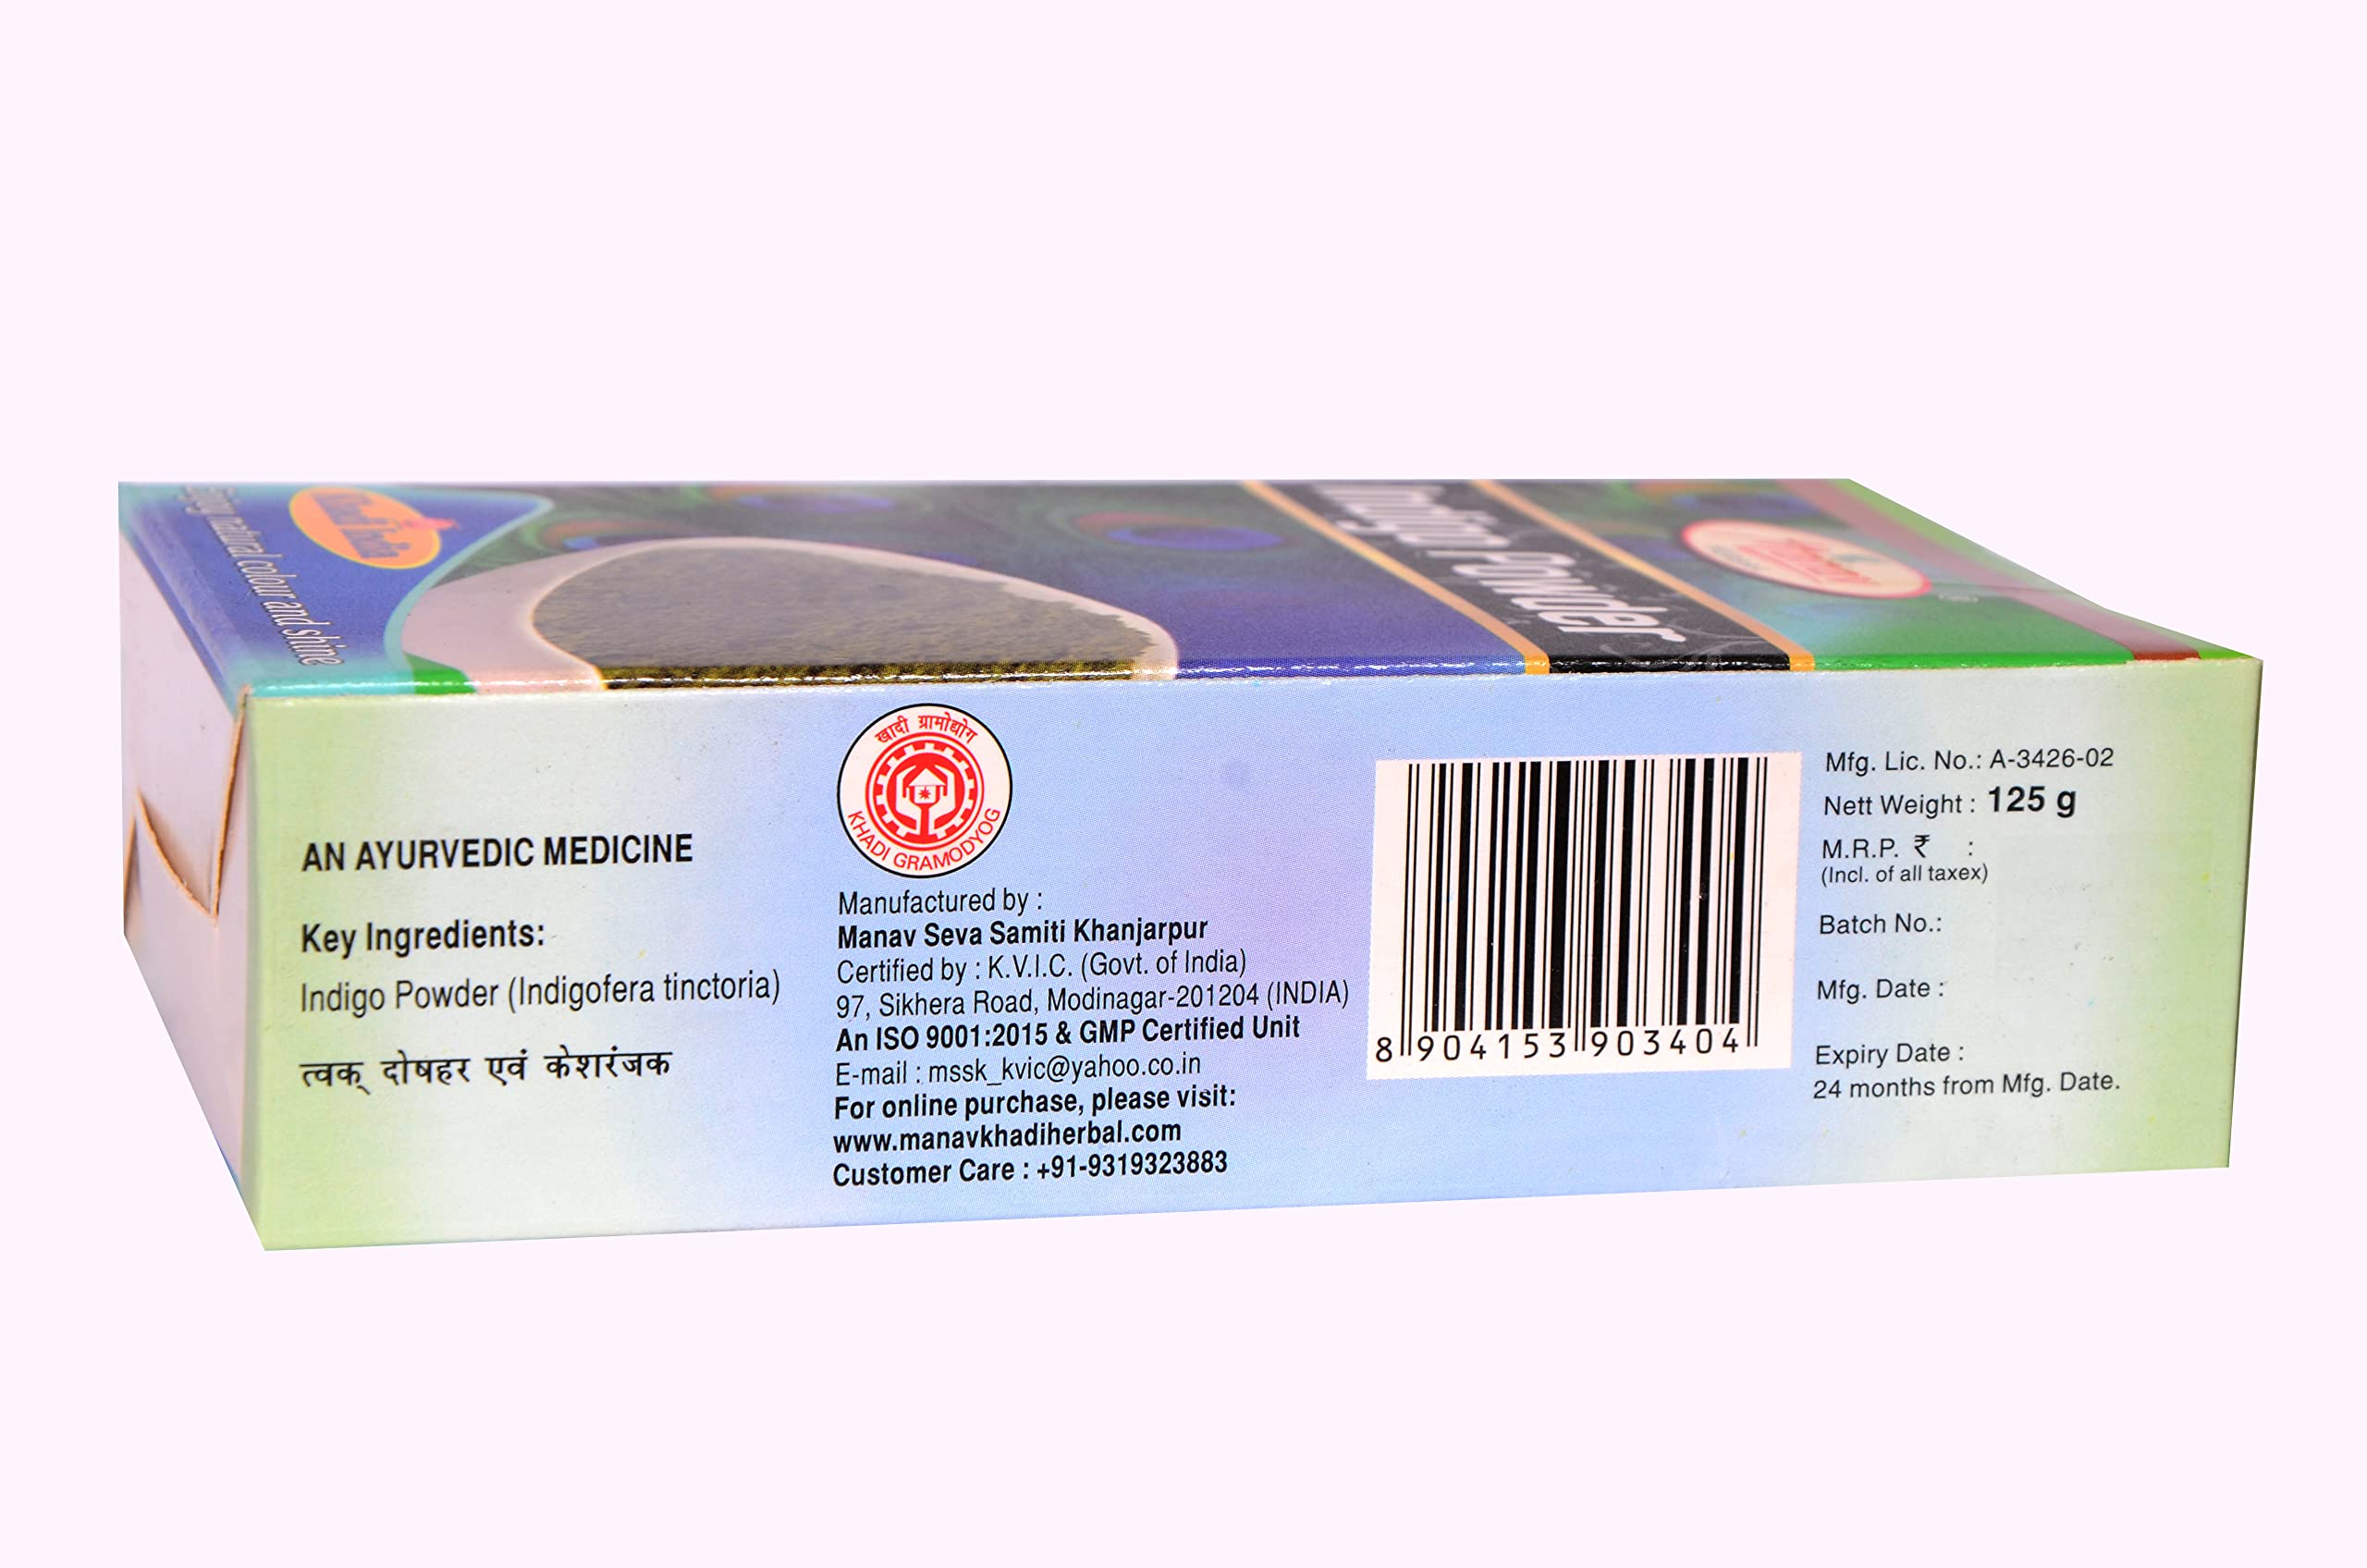 Khadi India
Enjoy natural colour and shine
Indigo Powder
AN AYURVEDIC MEDICINE
Key Ingredients:
Indigo Powder (Indigofera tinctoria)
त्वक् दोषहर एवं केशरंजक
खादी ग्रामोद्योग
KHADI GRAMODYOG
Manufactured by :
Manav Seva Samiti Khanjarpur
Certified by : K.V.I.C. (Govt. of India)
97, Sikhera Road, Modinagar-201204 (INDIA)
An ISO 9001:2015 & GMP Certified Unit
E-mail : mssk_kvic@yahoo.co.in
For online purchase, please visit:
www.manavkhadiherbal.com
Customer Care : +91-9319323883
8 904153 903404
Mfg. Lic. No.: A-3426-02
Nett Weight : 125 g
M.R.P. ₹ :
(Incl. of all taxex)
Batch No.:
Mfg. Date :
Expiry Date :
24 months from Mfg. Date.